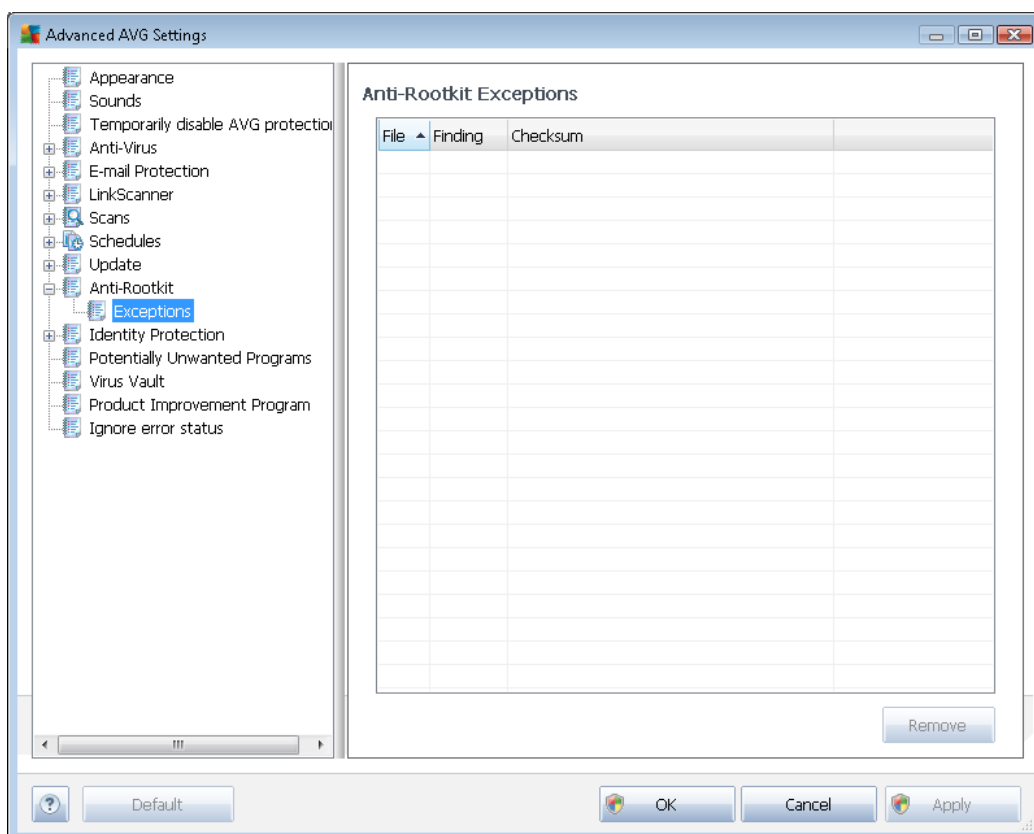 Advanced AVG Settings
Appearance
Sounds
Temporarily disable AVG protection
Anti-Virus
E-mail Protection
LinkScanner
Scans
Schedules
Update
Anti-Rootkit
Exceptions
Identity Protection
Potentially Unwanted Programs
Virus Vault
Product Improvement Program
Ignore error status
Anti-Rootkit Exceptions
File Finding Checksum
Remove
? Default OK Cancel Apply